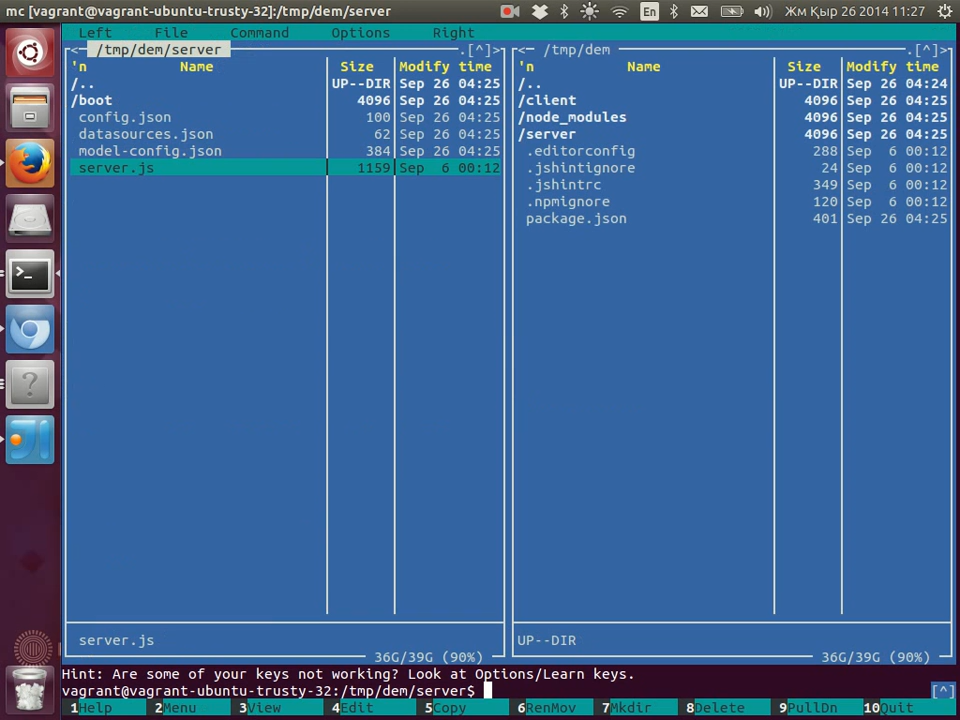 mc [vagrant@vagrant-ubuntu-trusty-32]:/tmp/dem/server En Жм Қыр 26 2014 11:27
Left File Command Options Right
<─ /tmp/dem/server .[^]> <─ /tmp/dem .[^]>
'n Name Size Modify time 'n Name Size Modify time
/.. UP--DIR Sep 26 04:25 /.. UP--DIR Sep 26 04:24
/boot 4096 Sep 26 04:25 /client 4096 Sep 26 04:25
config.json 100 Sep 26 04:25 /node_modules 4096 Sep 26 04:25
datasources.json 62 Sep 26 04:25 /server 4096 Sep 26 04:25
model-config.json 384 Sep 26 04:25 .editorconfig 288 Sep 6 00:12
server.js 1159 Sep 6 00:12 .jshintignore 24 Sep 6 00:12
.jshintrc 349 Sep 6 00:12
.npmignore 120 Sep 6 00:12
package.json 401 Sep 26 04:25
server.js UP--DIR
36G/39G (90%) 36G/39G (90%)
Hint: Are some of your keys not working? Look at Options/Learn keys.
vagrant@vagrant-ubuntu-trusty-32:/tmp/dem/server$ [^]
1Help 2Menu 3View 4Edit 5Copy 6RenMov 7Mkdir 8Delete 9PullDn 10Quit